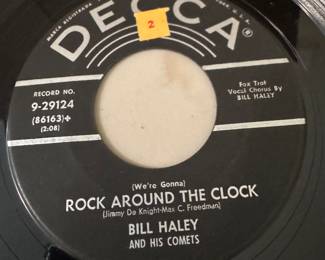 DECCA®
MARCA REGISTRADA
2
RECORD NO.
9-29124
(86163)+
(2:08)
Fox Trot
Vocal Chorus By
BILL HALEY
(We're Gonna)
ROCK AROUND THE CLOCK
(Jimmy De Knight-Max C. Freedman)
BILL HALEY
AND HIS COMETS